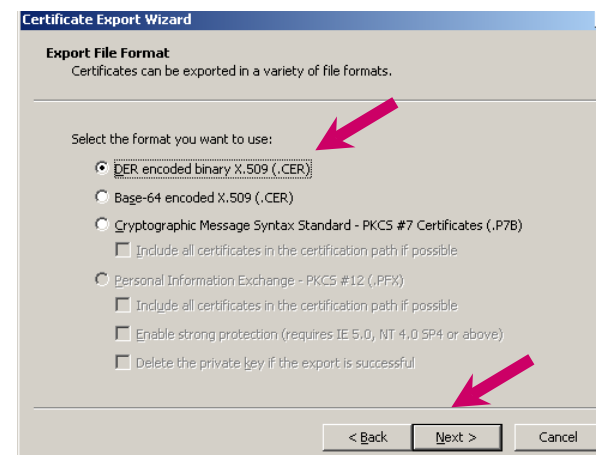 Certificate Export Wizard
Export File Format
Certificates can be exported in a variety of file formats.
Select the format you want to use:
DER encoded binary X.509 (.CER)
Base-64 encoded X.509 (.CER)
Cryptographic Message Syntax Standard - PKCS #7 Certificates (.P7B)
Include all certificates in the certification path if possible
Personal Information Exchange - PKCS #12 (.PFX)
Include all certificates in the certification path if possible
Enable strong protection (requires IE 5.0, NT 4.0 SP4 or above)
Delete the private key if the export is successful
< Back Next > Cancel